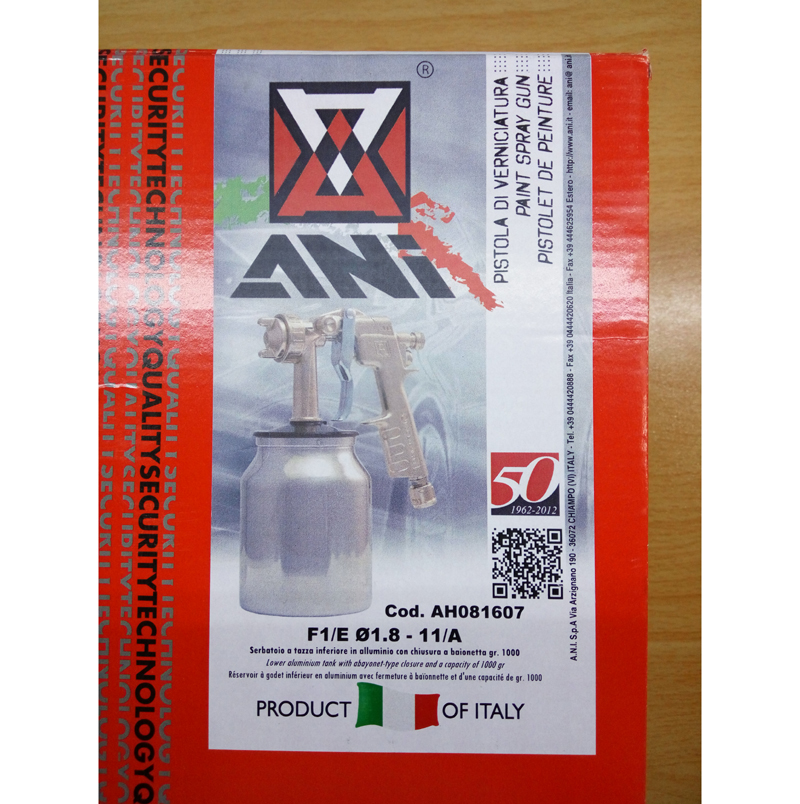 SECURITYTECHNOLOGYQUALITYSECURITYTECHNOLOGYQ
®
ANi
PISTOLA DI VERNICIATURA
PAINT SPRAY GUN
PISTOLET DE PEINTURE
50
1962-2012
A.N.I. S.p.A Via Arzignano 190 - 36072 CHIAMPO (VI) ITALY - Tel. +39 0444420888 - Fax +39 0444420620 Italia - Fax +39 444625954 Estero - http://www.ani.it - email: ani@ ani.i
Cod. AH081607
F1/E Ø1.8 - 11/A
Serbatoio a tazza inferiore in alluminio con chiusura a baionetta gr. 1000
Lower aluminium tank with abayonet-type closure and a capacity of 1000 gr
Réservoir à godet inférieur en aluminium avec fermeture à baïonnette et d'une capacité de gr. 1000
PRODUCT OF ITALY